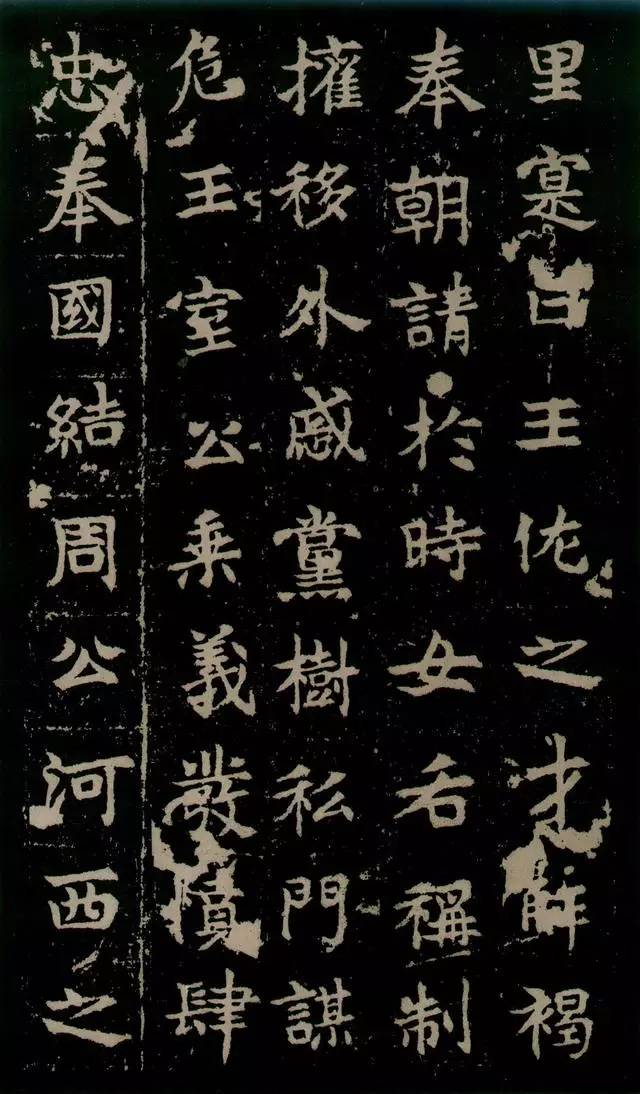 里寔曰王佐之才解褐
奉朝請於時女后稱制
權移外戚黨樹私門謀
危王室公乘義發憤肆
忠奉國結周公河西之